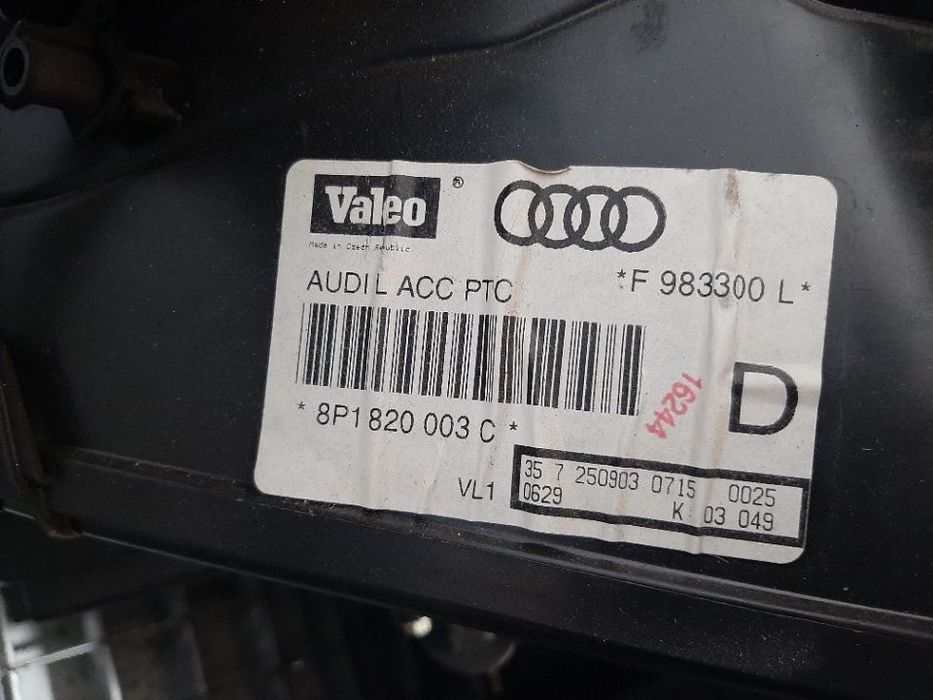 Valeo ®
Made in Czech Republic
AUDI L ACC PTC
*F 983300 L*
* 8P1 820 003 C *
16244
D
VL1
35 7 250903 0715 0025
0629 K 03 049